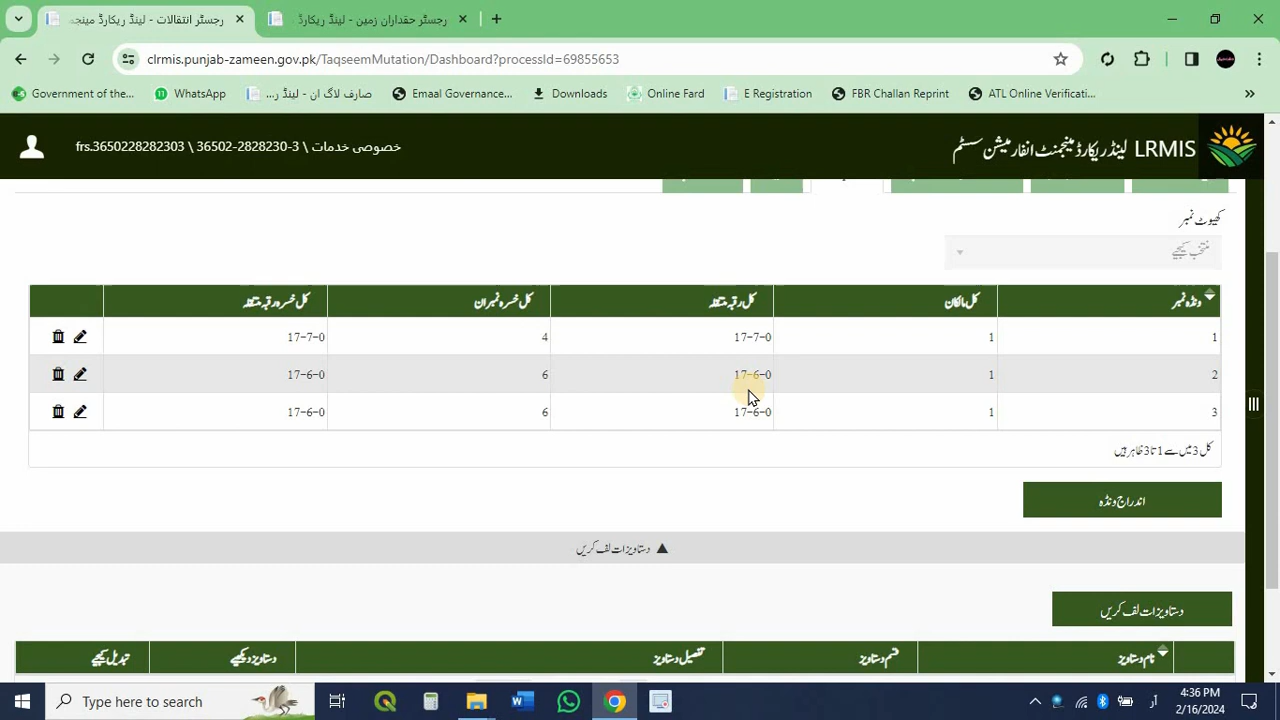 رجسٹر انتقالات - لینڈ ریکارڈ مینجم
رجسٹر حقداران زمین - لینڈ ریکارڈ
clrmis.punjab-zameen.gov.pk/TaqseemMutation/Dashboard?processId=69855653
Government of the...
WhatsApp
صارف لاگ ان - لینڈ ر...
Emaal Governance...
Downloads
Online Fard
E Registration
FBR Challan Reprint
ATL Online Verificati...
LRMIS لینڈ ریکارڈ مینجمنٹ انفارمیشن سسٹم
frs.3650228282303 \ 36502-2828230-3 \ خصوصی خدمات
کھیوٹ نمبر
منتخب کیجیے
ونڈہ نمبر کل مالکان کل رقبہ منتقلہ کل خسرہ نمبران کل خسرہ رقبہ منتقلہ
1 1 17-7-0 4 17-7-0
2 1 17-6-0 6 17-6-0
3 1 17-6-0 6 17-6-0
کل 3 میں سے 1 تا 3 ظاہر ہیں
اندراج ونڈہ
دستاویزات لف کریں
دستاویزات لف کریں
نام دستاویز قسم دستاویز تفصیل دستاویز دستاویز دیکھیے تبدیل کیجیے
Type here to search
4:36 PM
2/16/2024